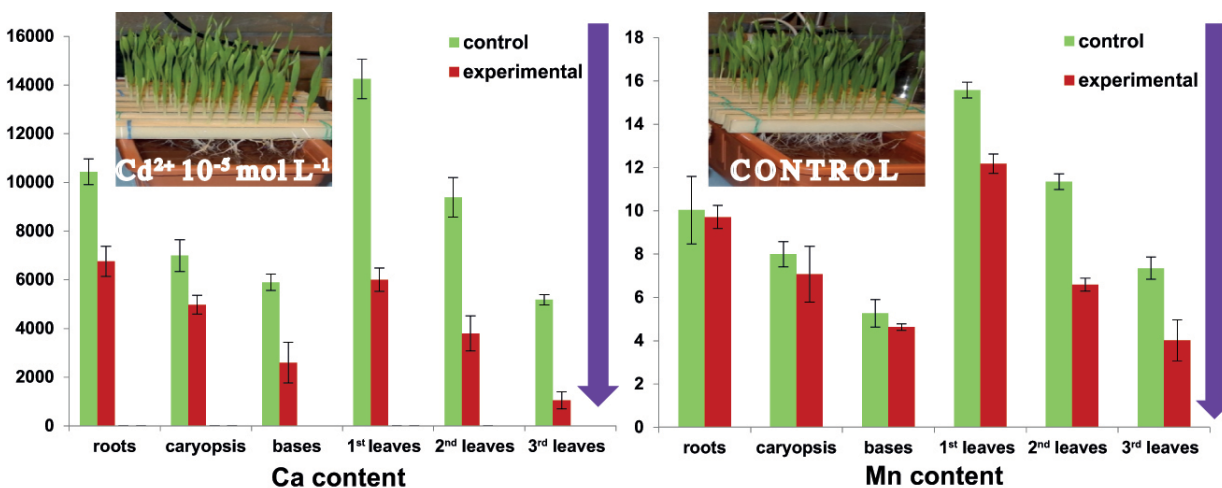 16000
14000
12000
10000
8000
6000
4000
2000
0
control
experimental
Cd²⁺ 10⁻⁵ mol L⁻¹
roots caryopsis bases 1ˢᵗ leaves 2ⁿᵈ leaves 3ʳᵈ leaves
Ca content
18
16
14
12
10
8
6
4
2
0
control
experimental
CONTROL
roots caryopsis bases 1ˢᵗ leaves 2ⁿᵈ leaves 3ʳᵈ leaves
Mn content